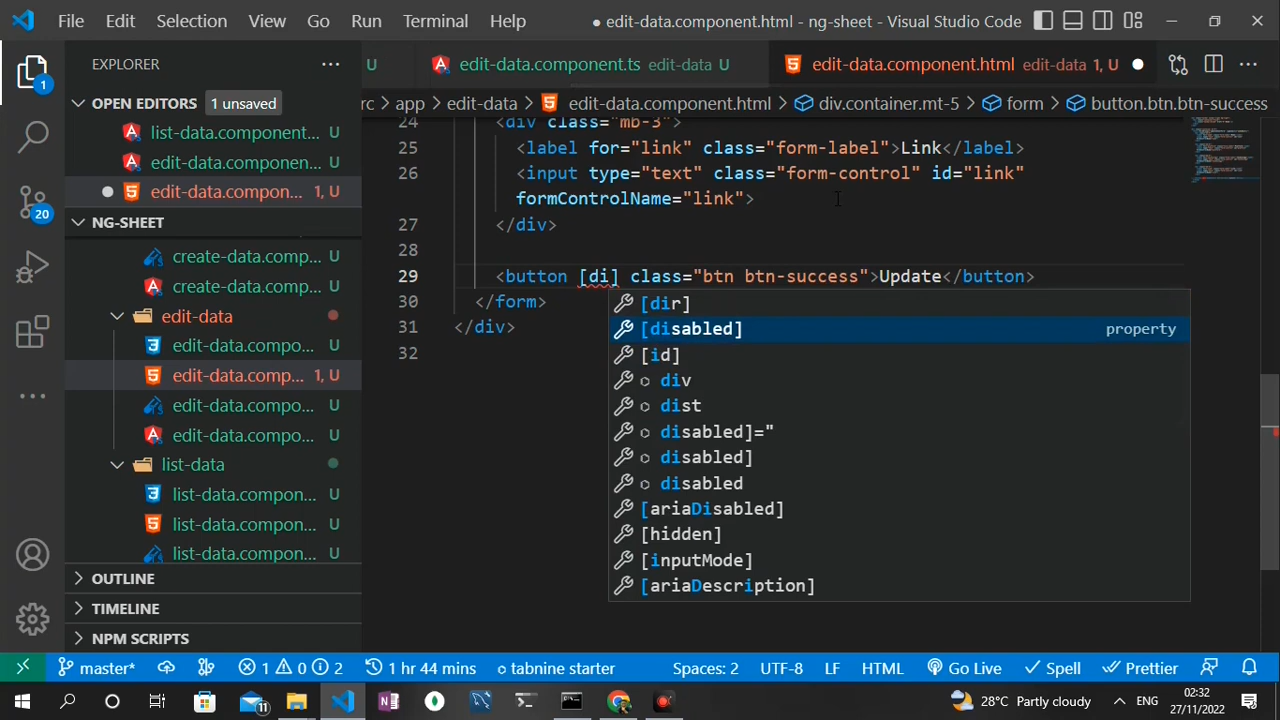 File Edit Selection View Go Run Terminal Help ● edit-data.component.html - ng-sheet - Visual Studio Code
EXPLORER
U edit-data.component.ts edit-data U edit-data.component.html edit-data 1, U
OPEN EDITORS 1 unsaved
rc > app > edit-data > edit-data.component.html > div.container.mt-5 > form > button.btn.btn-success
list-data.component...
edit-data.componen...
edit-data.compon... 1, U
NG-SHEET
create-data.comp... U
create-data.comp... U
edit-data
edit-data.compo... U
edit-data.comp... 1, U
edit-data.compo... U
edit-data.compo... U
list-data
list-data.compon... U
list-data.compon... U
list-data.compon... U
OUTLINE
TIMELINE
NPM SCRIPTS
24 <div class="mb-3">
25 <label for="link" class="form-label">Link</label>
26 <input type="text" class="form-control" id="link"
formControlName="link">
27 </div>
28
29 <button [di] class="btn btn-success">Update</button>
30 </form>
31 </div>
32
[dir]
[disabled] property
[id]
div
dist
disabled]="
disabled]
disabled
[ariaDisabled]
[hidden]
[inputMode]
[ariaDescription]
1
20
master* 1 0 2 1 hr 44 mins tabnine starter Spaces: 2 UTF-8 LF HTML Go Live Spell Prettier
11 28°C Partly cloudy ENG 02:32
27/11/2022